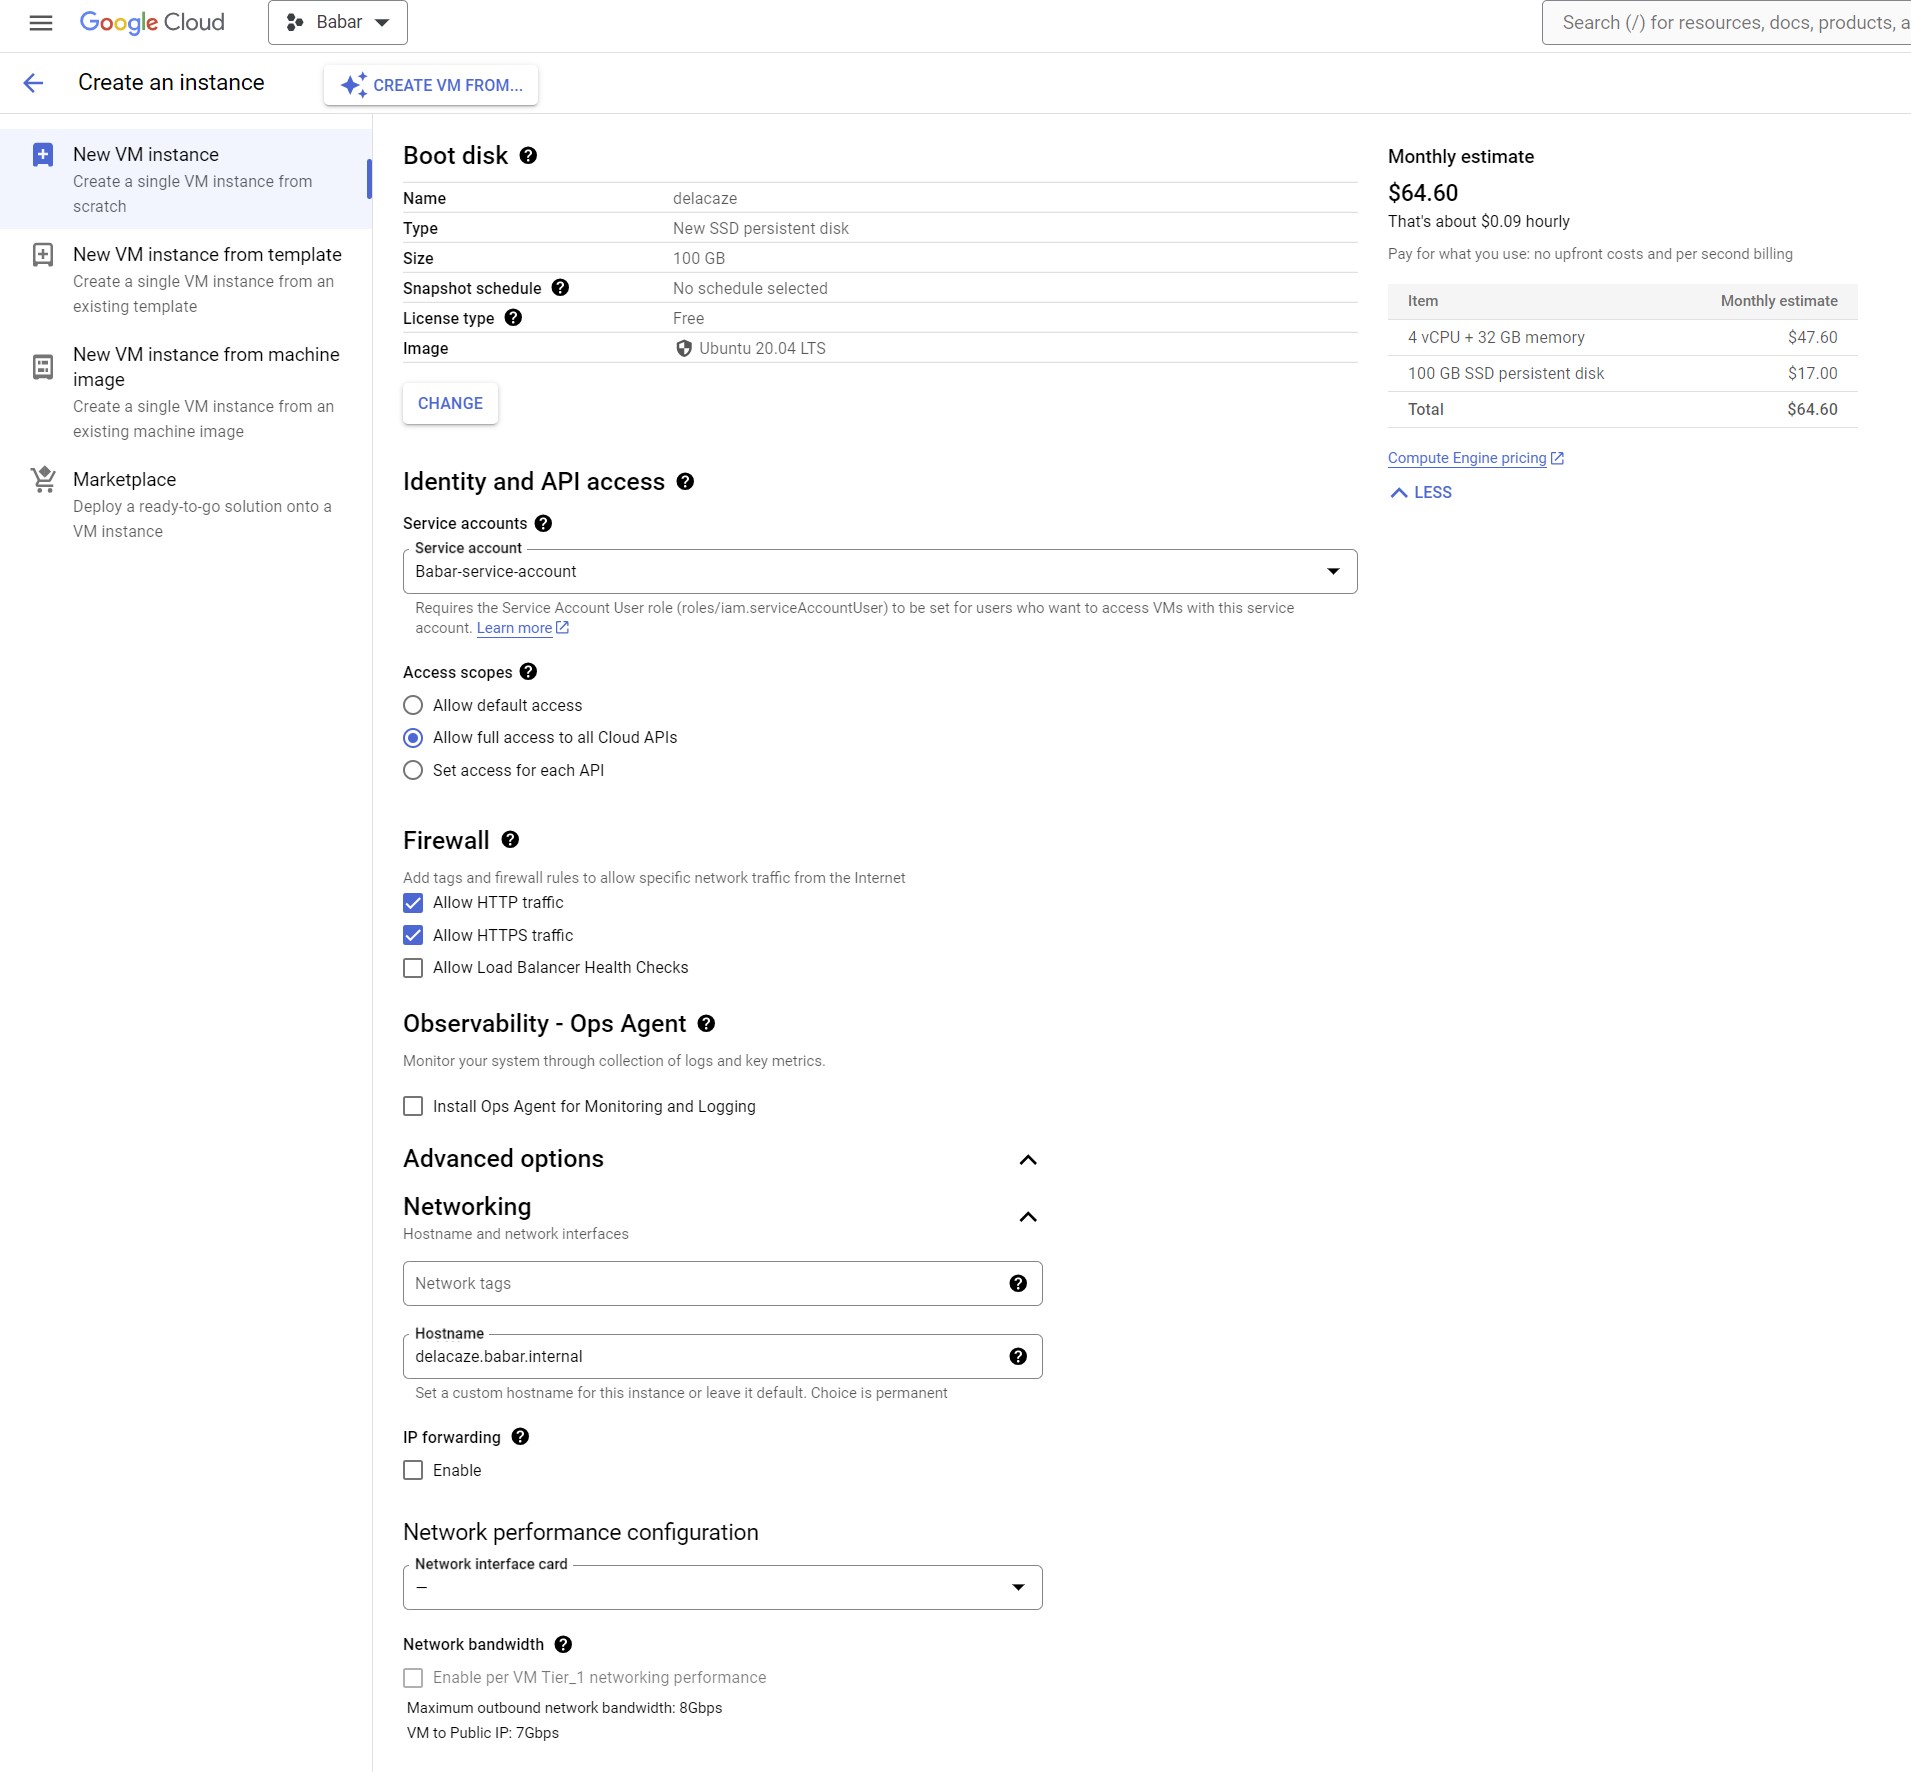 Google Cloud
Babar
Search (/) for resources, docs, products, a
Create an instance
CREATE VM FROM...
New VM instance
Create a single VM instance from
scratch
New VM instance from template
Create a single VM instance from an
existing template
New VM instance from machine
image
Create a single VM instance from an
existing machine image
Marketplace
Deploy a ready-to-go solution onto a
VM instance
Boot disk
Name delacaze
Type New SSD persistent disk
Size 100 GB
Snapshot schedule No schedule selected
License type Free
Image Ubuntu 20.04 LTS
CHANGE
Identity and API access
Service accounts
Service account
Babar-service-account
Requires the Service Account User role (roles/iam.serviceAccountUser) to be set for users who want to access VMs with this service
account. Learn more
Access scopes
Allow default access
Allow full access to all Cloud APIs
Set access for each API
Firewall
Add tags and firewall rules to allow specific network traffic from the Internet
Allow HTTP traffic
Allow HTTPS traffic
Allow Load Balancer Health Checks
Observability - Ops Agent
Monitor your system through collection of logs and key metrics.
Install Ops Agent for Monitoring and Logging
Advanced options
Networking
Hostname and network interfaces
Network tags
Hostname
delacaze.babar.internal
Set a custom hostname for this instance or leave it default. Choice is permanent
IP forwarding
Enable
Network performance configuration
Network interface card
—
Network bandwidth
Enable per VM Tier_1 networking performance
Maximum outbound network bandwidth: 8Gbps
VM to Public IP: 7Gbps
Monthly estimate
$64.60
That's about $0.09 hourly
Pay for what you use: no upfront costs and per second billing
Item Monthly estimate
4 vCPU + 32 GB memory $47.60
100 GB SSD persistent disk $17.00
Total $64.60
Compute Engine pricing
LESS